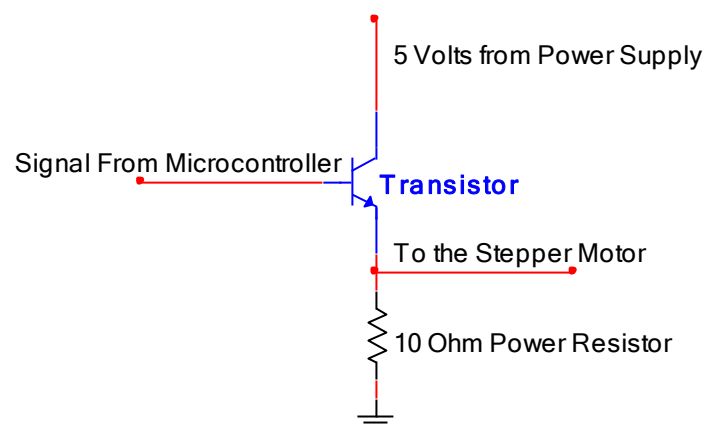 5 Volts from Power Supply
Signal From Microcontroller
Transistor
To the Stepper Motor
10 Ohm Power Resistor